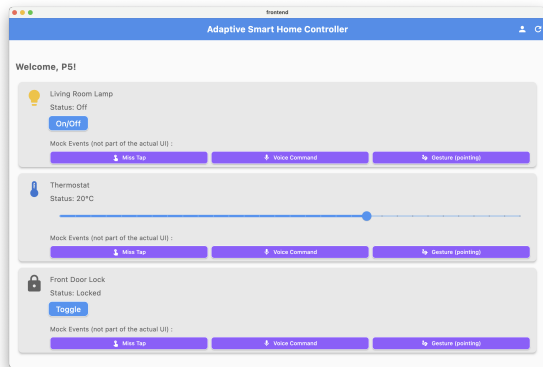 frontend
Adaptive Smart Home Controller
Welcome, P5!
Living Room Lamp
Status: Off
On/Off
Mock Events (not part of the actual UI) :
Miss Tap
Voice Command
Gesture (pointing)
Thermostat
Status: 20°C
Mock Events (not part of the actual UI) :
Miss Tap
Voice Command
Gesture (pointing)
Front Door Lock
Status: Locked
Toggle
Mock Events (not part of the actual UI) :
Miss Tap
Voice Command
Gesture (pointing)